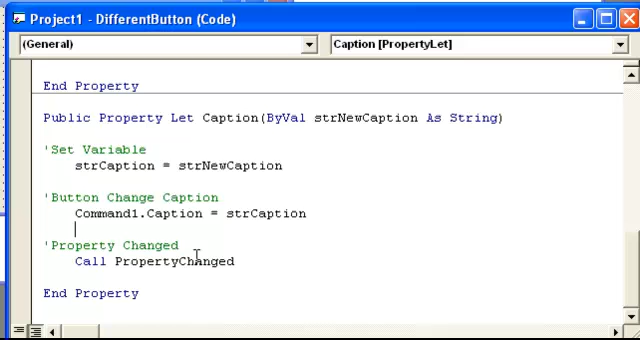 Project1 - DifferentButton (Code)
(General)
Caption [PropertyLet]
End Property
Public Property Let Caption(ByVal strNewCaption As String)
'Set Variable
strCaption = strNewCaption
'Button Change Caption
Command1.Caption = strCaption
'Property Changed
Call PropertyChanged
End Property